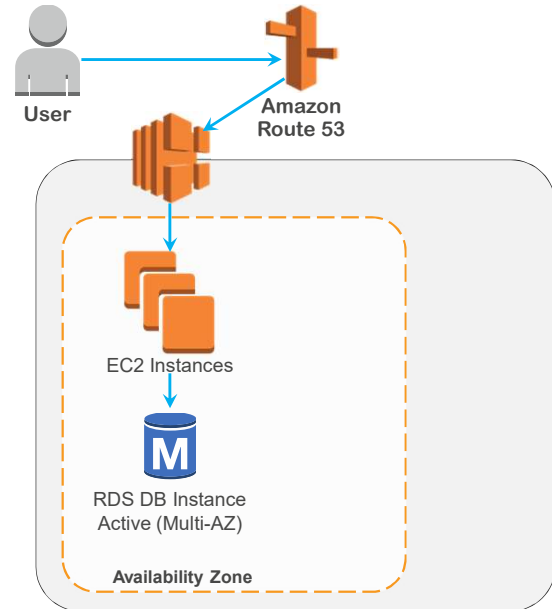 User
Amazon
Route 53
EC2 Instances
M
RDS DB Instance
Active (Multi-AZ)
Availability Zone